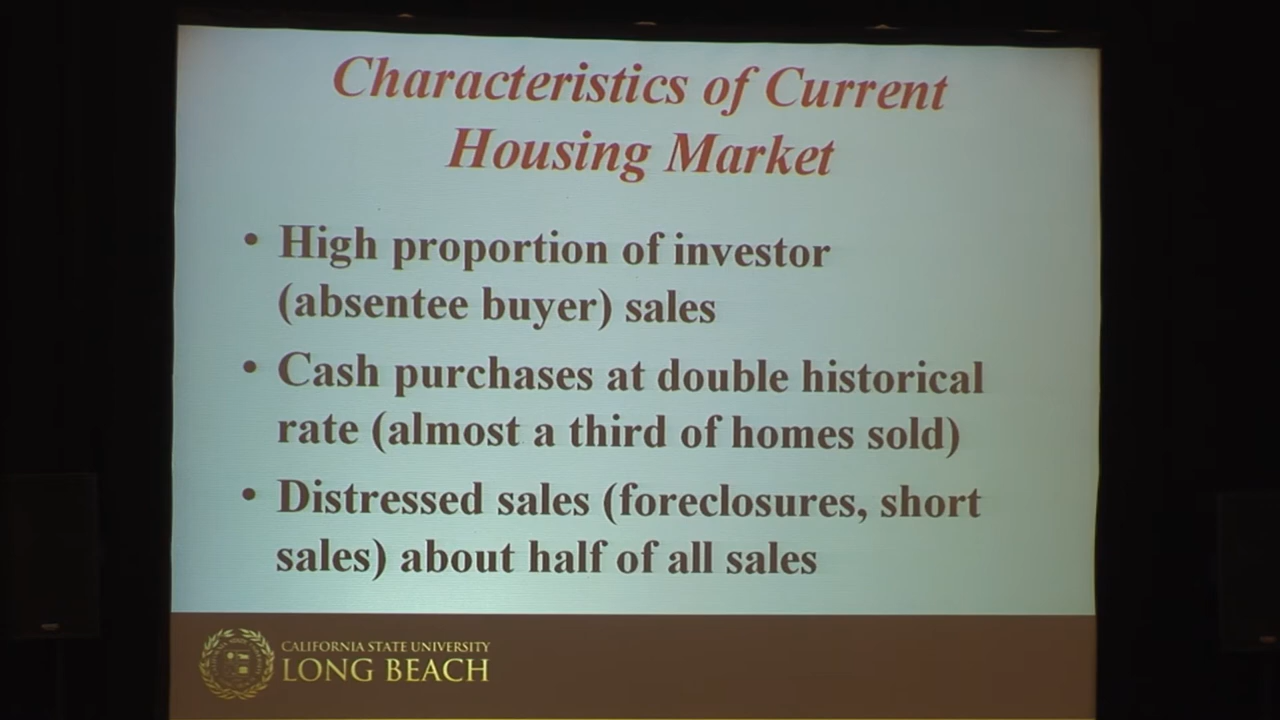 Characteristics of Current
Housing Market
• High proportion of investor
(absentee buyer) sales
• Cash purchases at double historical
rate (almost a third of homes sold)
• Distressed sales (foreclosures, short
sales) about half of all sales
CALIFORNIA STATE UNIVERSITY
LONG BEACH